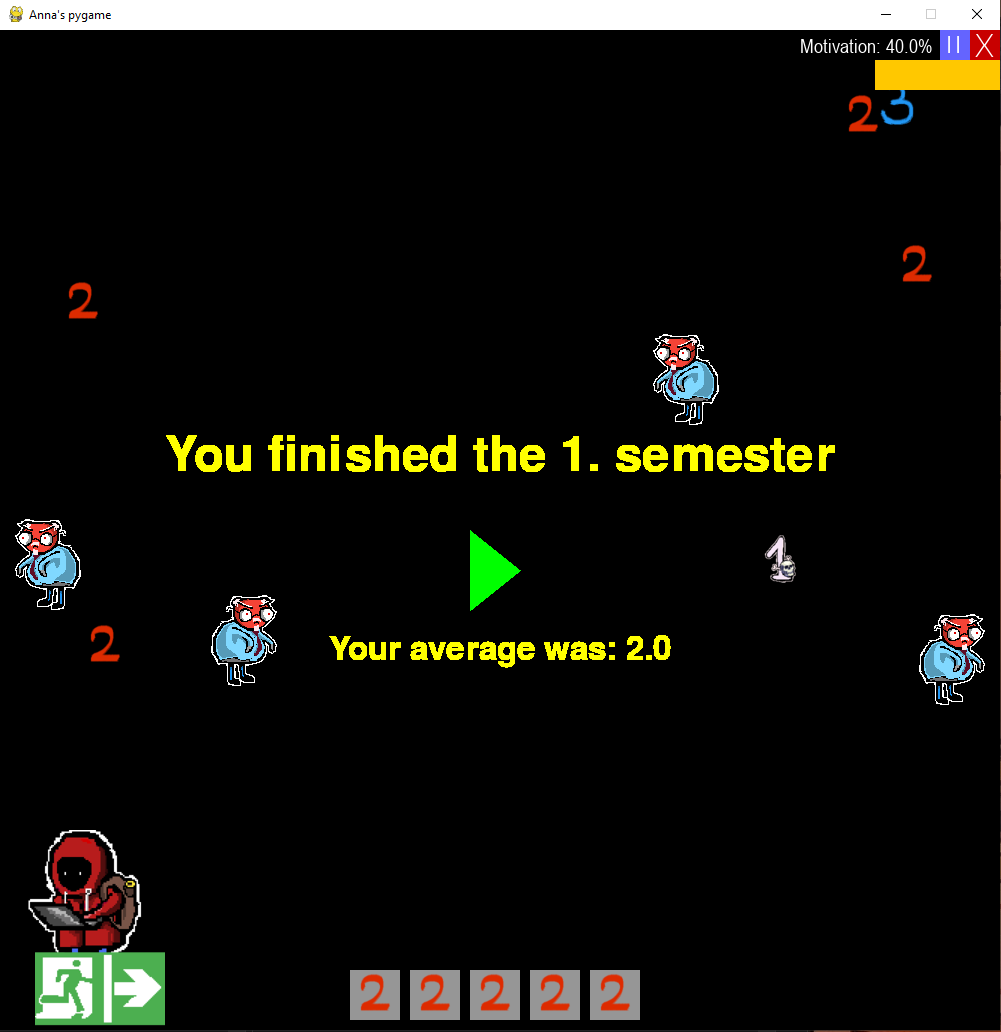 Anna's pygame
Motivation: 40.0%
2 3
2
2
You finished the 1. semester
1
2
Your average was: 2.0
2 2 2 2 2